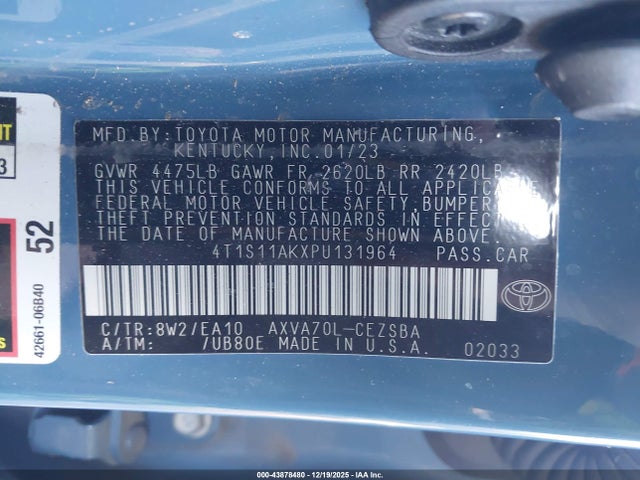 MFD.BY: TOYOTA MOTOR MANUFACTURING,
KENTUCKY, INC. 01/23
GVWR 4475LB GAWR FR 2620LB RR 2420LB
THIS VEHICLE CONFORMS TO ALL APPLICABLE
FEDERAL MOTOR VEHICLE SAFETY, BUMPER,
THEFT PREVENTION STANDARDS IN EFFECT ON
THE DATE OF MANUFACTURE SHOWN ABOVE.
4T1S11AKXPU131964 PASS.CAR
C/TR: 8W2/EA10 AXVA70L-CEZSBA
A/TM: /UB80E MADE IN U.S.A. 02033
52
42661-06B40
000-43878480 - 12/19/2025 - IAAI.COM